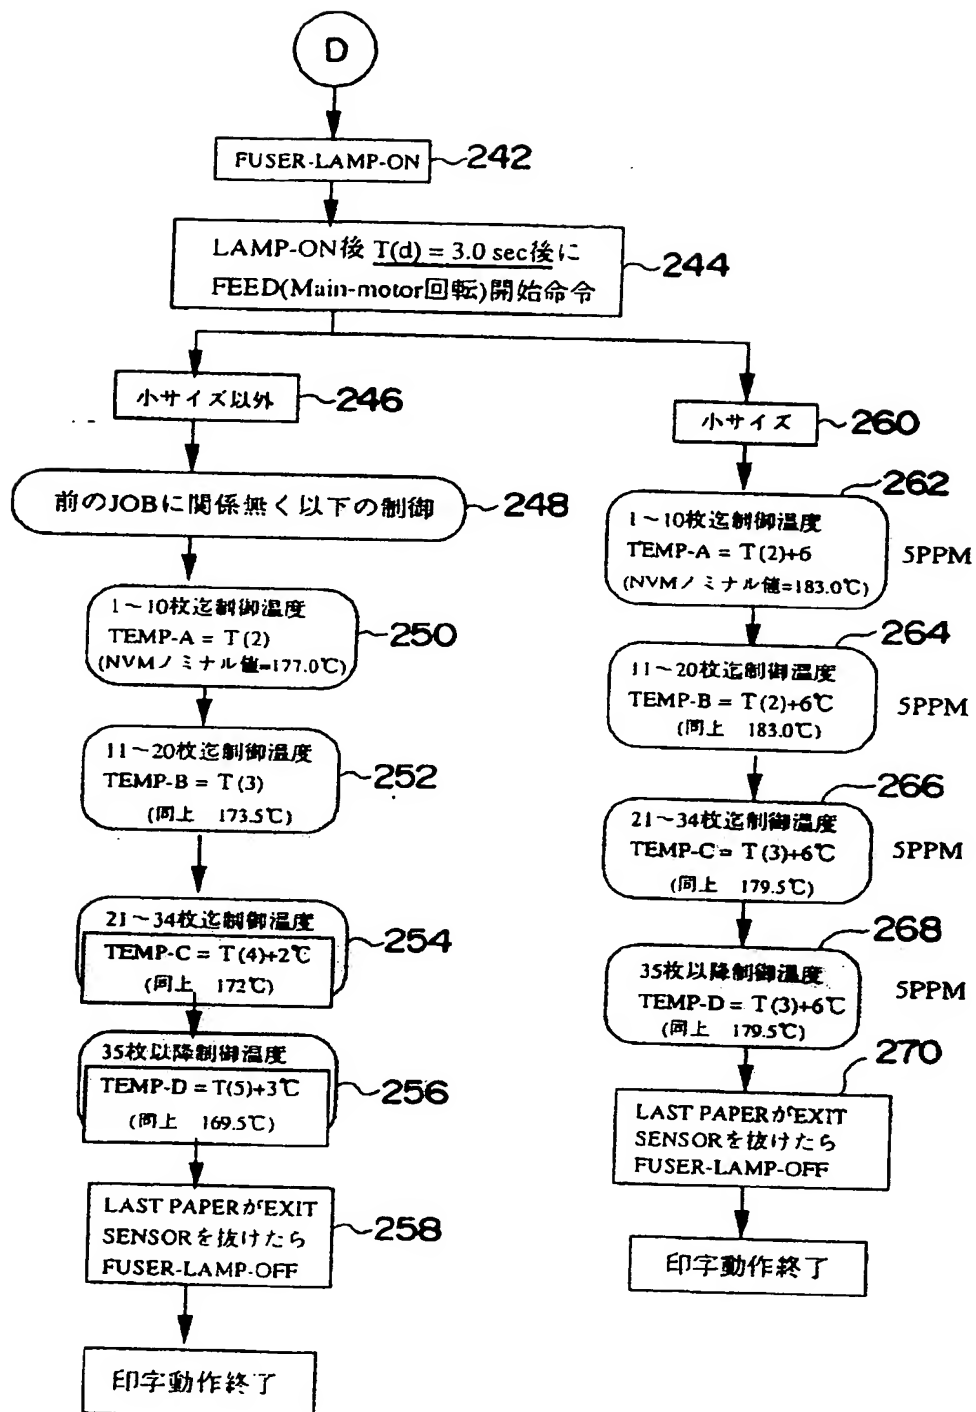 D
FUSER-LAMP-ON
242
LAMP-ON後 T(d) = 3.0 sec後に
FEED(Main-motor回転)開始命令
244
小サイズ以外
246
前のJOBに関係無く以下の制御
248
1~10枚迄制御温度
TEMP-A = T(2)
(NVMノミナル値=177.0℃)
250
11~20枚迄制御温度
TEMP-B = T(3)
(同上 173.5℃)
252
21~34枚迄制御温度
TEMP-C = T(4)+2℃
(同上 172℃)
254
35枚以降制御温度
TEMP-D = T(5)+3℃
(同上 169.5℃)
256
LAST PAPERがEXIT
SENSORを抜けたら
FUSER-LAMP-OFF
258
印字動作終了
小サイズ
260
262
1~10枚迄制御温度
TEMP-A = T(2)+6
(NVMノミナル値=183.0℃)
5PPM
264
11~20枚迄制御温度
TEMP-B = T(2)+6℃
(同上 183.0℃)
5PPM
266
21~34枚迄制御温度
TEMP-C = T(3)+6℃
(同上 179.5℃)
5PPM
268
35枚以降制御温度
TEMP-D = T(3)+6℃
(同上 179.5℃)
5PPM
270
LAST PAPERがEXIT
SENSORを抜けたら
FUSER-LAMP-OFF
印字動作終了